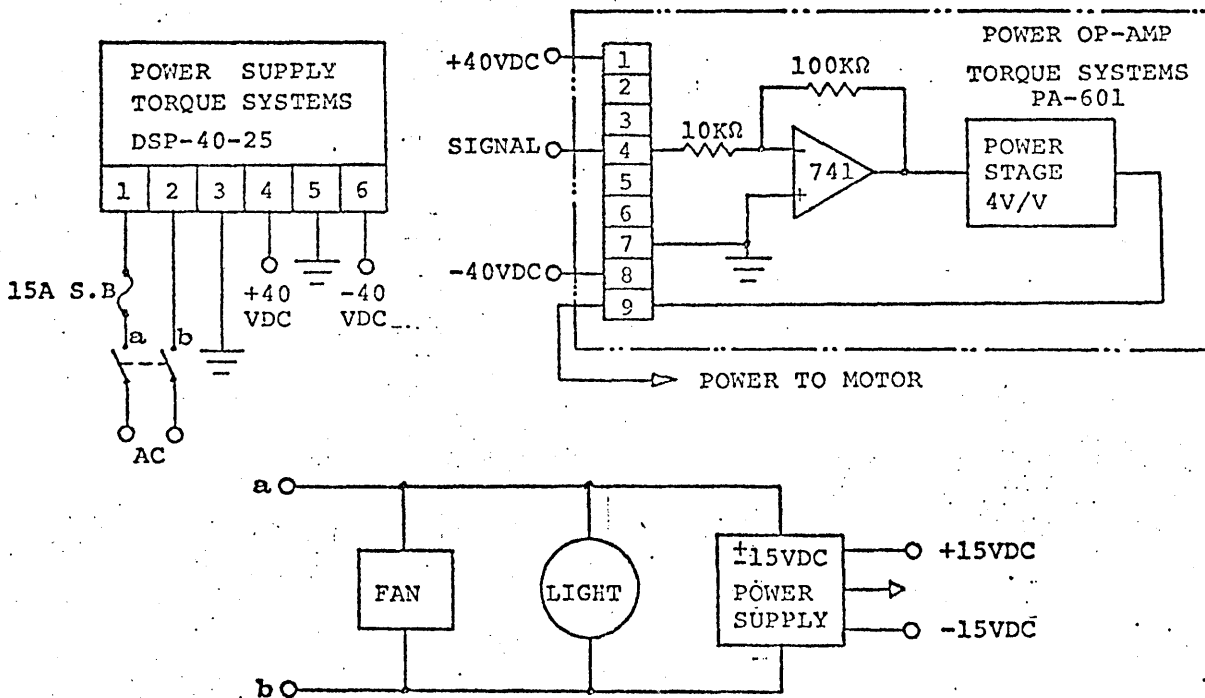 POWER SUPPLY
TORQUE SYSTEMS
DSP-40-25
1 2 3 4 5 6
15A S.B
a
b
+40
VDC
-40
VDC
AC
POWER OP-AMP
TORQUE SYSTEMS
PA-601
+40VDC
SIGNAL
-40VDC
1
2
3
4
5
6
7
8
9
10KΩ
100KΩ
-
+
741
POWER
STAGE
4V/V
POWER TO MOTOR
a
b
FAN
LIGHT
±15VDC
POWER
SUPPLY
+15VDC
-15VDC